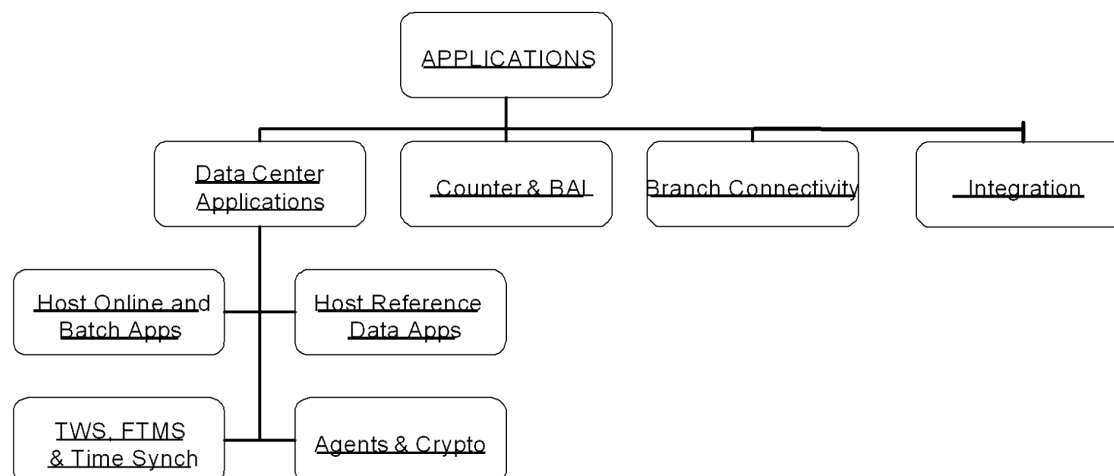 APPLICATIONS
Data Center
Applications
Counter & BAL
Branch Connectivity
Integration
Host Online and
Batch Apps
Host Reference
Data Apps
TWS, FTMS
& Time Synch
Agents & Crypto